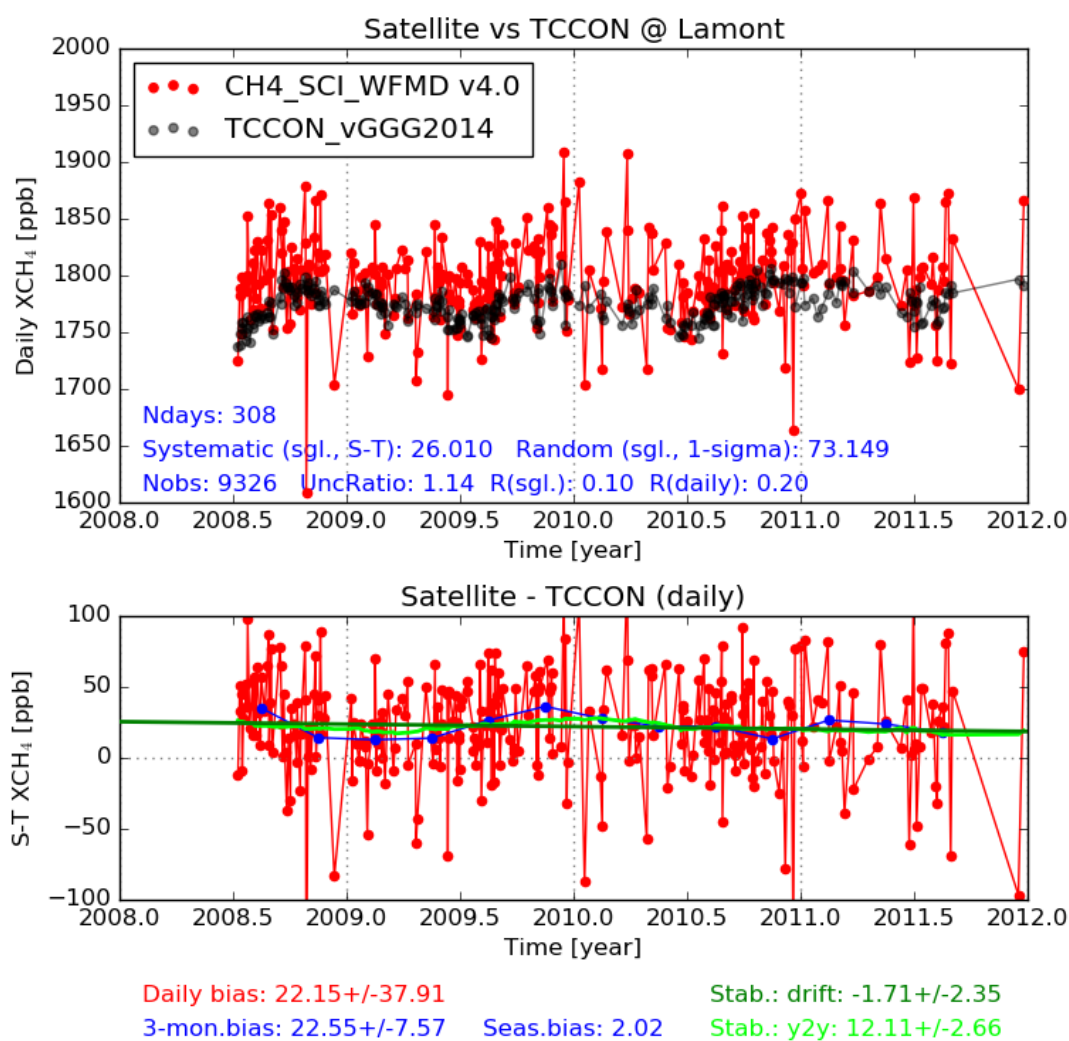 Satellite vs TCCON @ Lamont
2000
1950
1900
1850
1800
1750
1700
1650
1600
Daily XCH₄ [ppb]
CH4_SCI_WFMD v4.0
TCCON_vGGG2014
Ndays: 308
Systematic (sgl., S-T): 26.010 Random (sgl., 1-sigma): 73.149
Nobs: 9326 UncRatio: 1.14 R(sgl.): 0.10 R(daily): 0.20
2008.0 2008.5 2009.0 2009.5 2010.0 2010.5 2011.0 2011.5 2012.0
Time [year]
Satellite - TCCON (daily)
100
50
0
−50
−100
S-T XCH₄ [ppb]
2008.0 2008.5 2009.0 2009.5 2010.0 2010.5 2011.0 2011.5 2012.0
Time [year]
Daily bias: 22.15+/-37.91 Stab.: drift: -1.71+/-2.35
3-mon.bias: 22.55+/-7.57 Seas.bias: 2.02 Stab.: y2y: 12.11+/-2.66